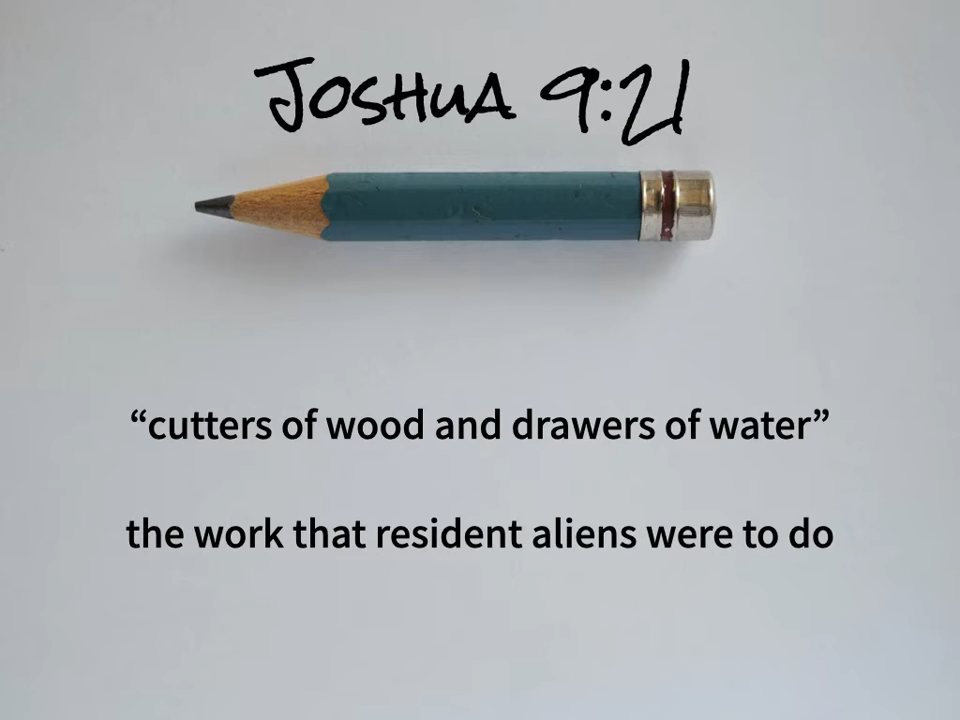 Joshua 9:21
“cutters of wood and drawers of water”
the work that resident aliens were to do